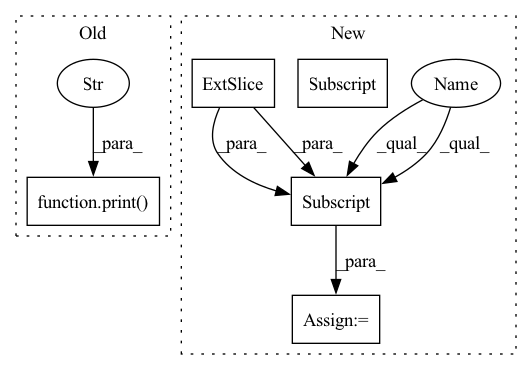 Old
New
Str
ExtSlice
Subscript
Name
_para_
_para_
_para_
_qual_
_qual_
function.print()
Subscript
_para_
Assign:=